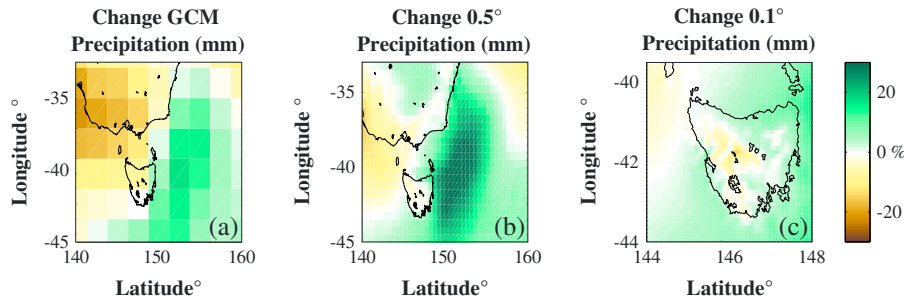 Change GCM
Precipitation (mm)
Change 0.5°
Precipitation (mm)
Change 0.1°
Precipitation (mm)
Longitude°
-35
-40
-45
140
150
160
(a)
Latitude°
Longitude°
-35
-40
-45
140
150
160
(b)
Latitude°
Longitude°
-40
-42
-44
144
146
148
(c)
Latitude°
20
0 %
-20